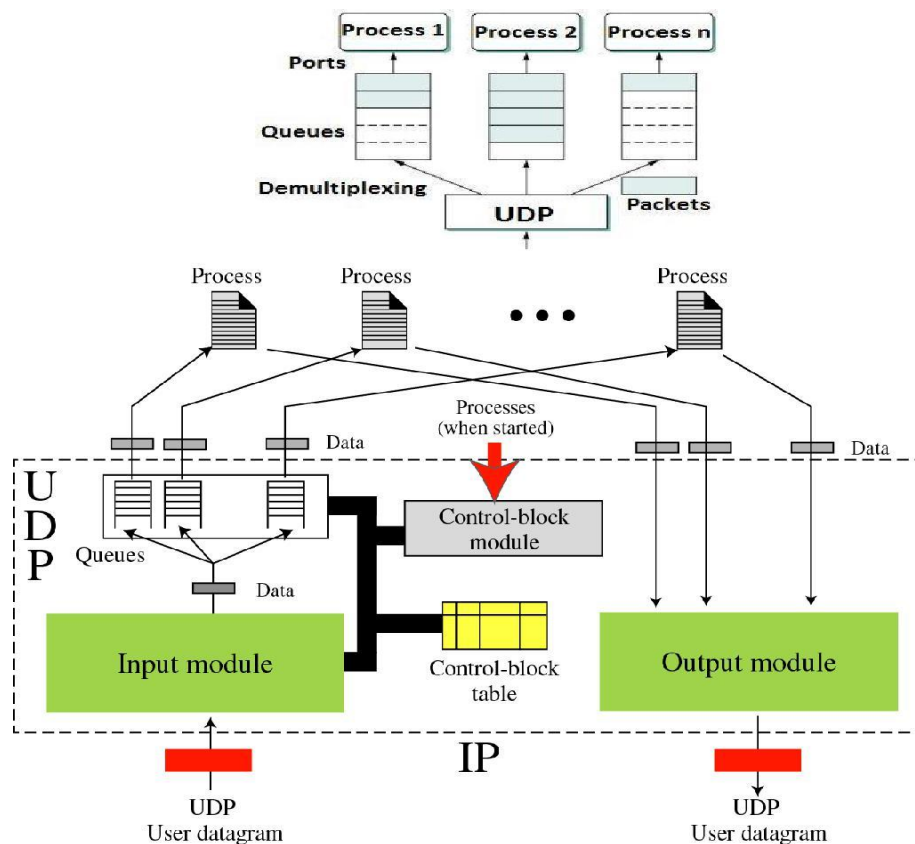 Process 1
Process 2
Process n
Ports
Queues
Demultiplexing
UDP
Packets
Process
Process
Process
Processes
(when started)
Data
Data
UDP
Control-block
module
Queues
Data
Input module
Control-block
table
Output module
IP
UDP
User datagram
UDP
User datagram